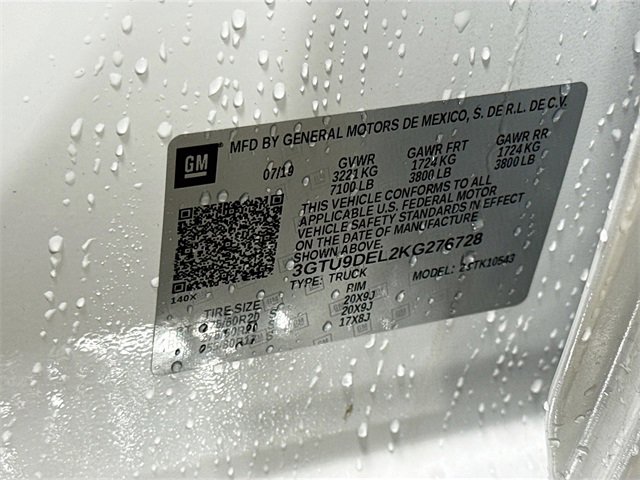 MFD BY GENERAL MOTORS DE MEXICO, S. DE R.L. DE C.V.
GM
07/19 GVWR GAWR FRT GAWR RR
3221 KG 1724 KG 1724 KG
7100 LB 3800 LB 3800 LB
THIS VEHICLE CONFORMS TO ALL
APPLICABLE U.S. FEDERAL MOTOR
VEHICLE SAFETY STANDARDS IN EFFECT
ON THE DATE OF MANUFACTURE
SHOWN ABOVE.
3GTU9DEL2KG276728
TYPE: TRUCK MODEL: TK10543
140X
TIRE SIZE RIM
20X9J
20X9J
17X8J